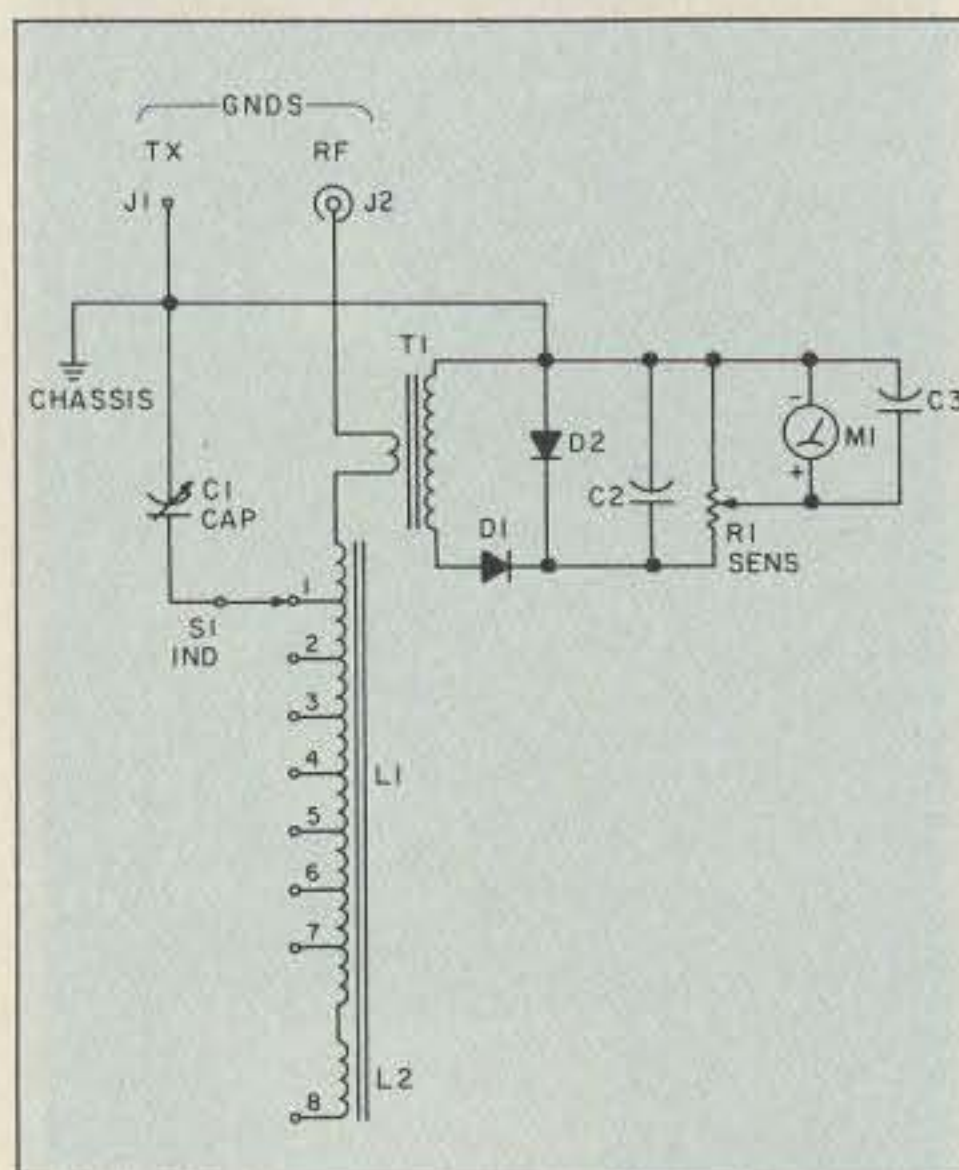 GNDS
TX RF
J1 J2
T1
CHASSIS
C3
M1
-
+
D2
C1
CAP
C2
D1
R1
SENS
1
S1
IND
2
3
4
L1
5
6
7
L2
8